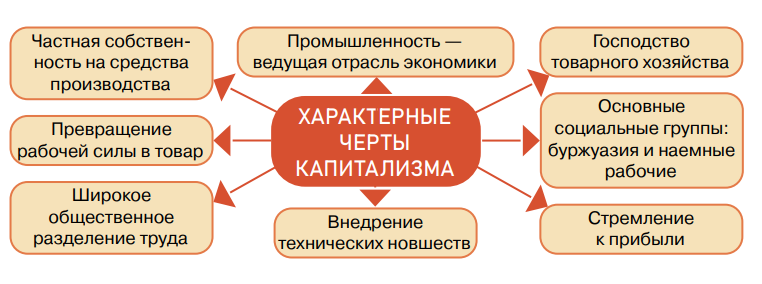 Частная собствен-
ность на средства
производства
Промышленность —
ведущая отрасль экономики
Господство
товарного хозяйства
Превращение
рабочей силы в товар
ХАРАКТЕРНЫЕ
ЧЕРТЫ
КАПИТАЛИЗМА
Основные
социальные группы:
буржуазия и наемные
рабочие
Широкое
общественное
разделение труда
Внедрение
технических новшеств
Стремление
к прибыли